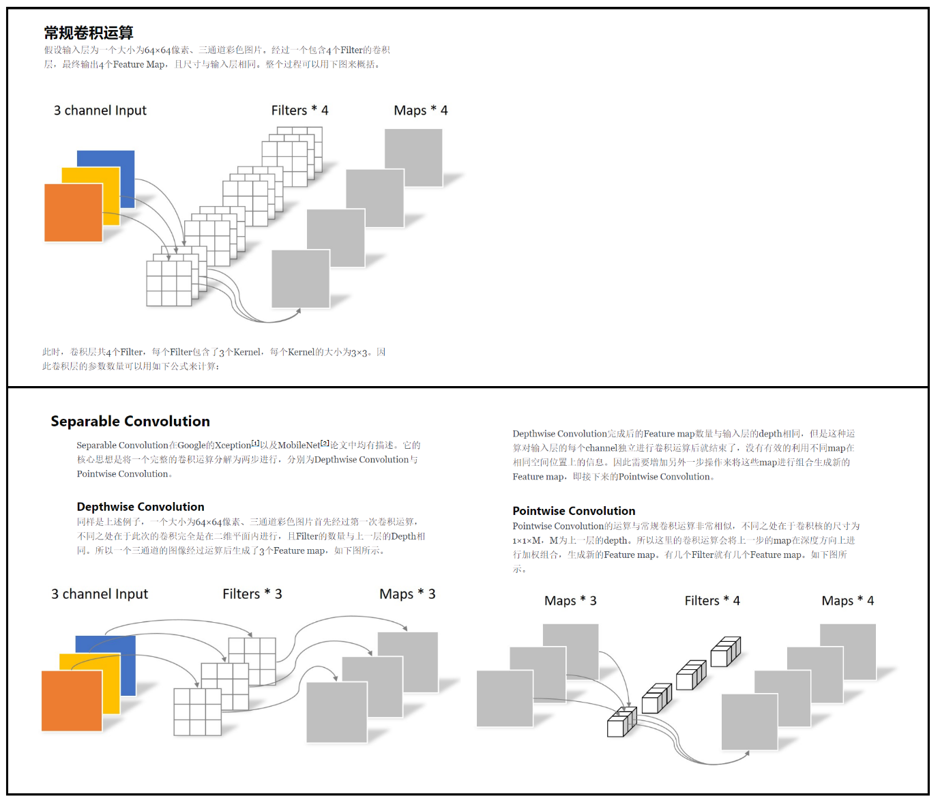 常规卷积运算
假设输入层为一个大小为64×64像素、三通道彩色图片。经过一个包含4个Filter的卷积
层，最终输出4个Feature Map，且尺寸与输入层相同。整个过程可以用下图来概括。
3 channel Input
Filters * 4
Maps * 4
此时，卷积层共4个Filter，每个Filter包含了3个Kernel，每个Kernel的大小为3×3。因
此卷积层的参数数量可以用如下公式来计算：
Separable Convolution
Separable Convolution在Google的Xception[1]以及MobileNet[2]论文中均有描述。它的
核心思想是将一个完整的卷积运算分解为两步进行，分别为Depthwise Convolution与
Pointwise Convolution。
Depthwise Convolution
同样是上述例子，一个大小为64×64像素、三通道彩色图片首先经过第一次卷积运算，
不同之处在于此次的卷积完全是在二维平面内进行，且Filter的数量与上一层的Depth相
同。所以一个三通道的图像经过运算后生成了3个Feature map，如下图所示。
3 channel Input
Filters * 3
Maps * 3
Depthwise Convolution完成后的Feature map数量与输入层的depth相同，但是这种运
算对输入层的每个channel独立进行卷积运算后就结束了，没有有效的利用不同map在
相同空间位置上的信息。因此需要增加另外一步操作来将这些map进行组合生成新的
Feature map，即接下来的Pointwise Convolution。
Pointwise Convolution
Pointwise Convolution的运算与常规卷积运算非常相似，不同之处在于卷积核的尺寸为
1×1×M，M为上一层的depth。所以这里的卷积运算会将上一步的map在深度方向上
进行加权组合，生成新的Feature map。有几个Filter就有几个Feature map。如下图所
示。
Maps * 3
Filters * 4
Maps * 4